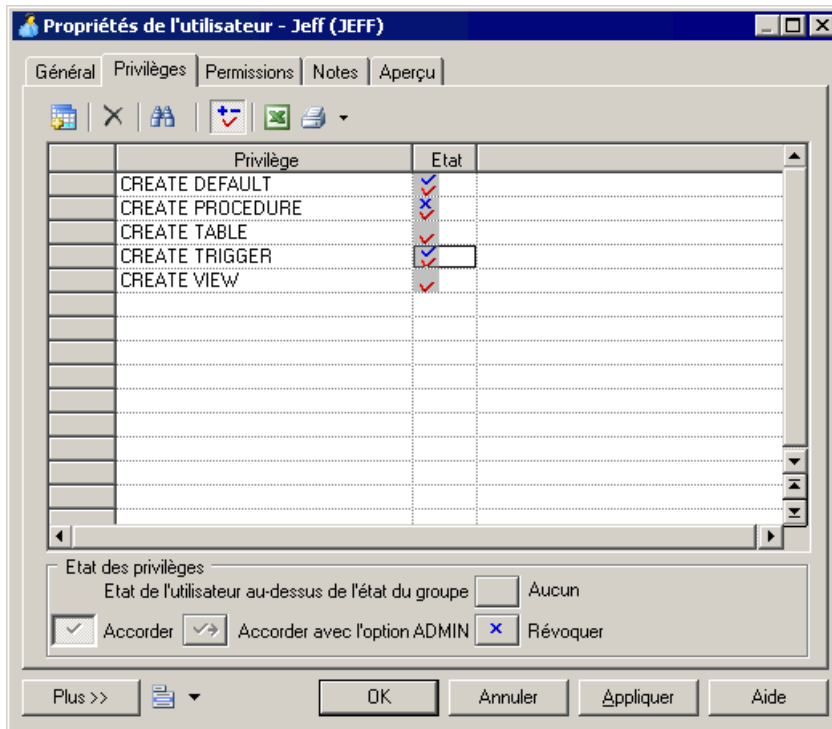 Propriétés de l'utilisateur - Jeff (JEFF)
Général Privilèges Permissions Notes Aperçu
Privilège Etat
CREATE DEFAULT
CREATE PROCEDURE
CREATE TABLE
CREATE TRIGGER
CREATE VIEW
Etat des privilèges
Etat de l'utilisateur au-dessus de l'état du groupe Aucun
Accorder Accorder avec l'option ADMIN Révoquer
Plus >> OK Annuler Appliquer Aide